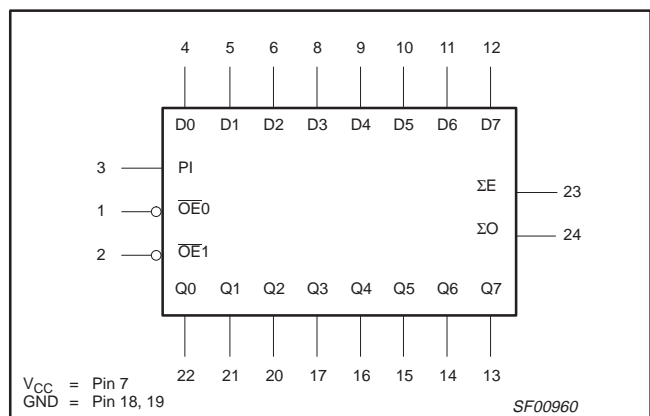 4 5 6 8 9 10 11 12
D0 D1 D2 D3 D4 D5 D6 D7
3 PI
ΣE 23
1 O̅E̅0
ΣO 24
2 O̅E̅1
Q0 Q1 Q2 Q3 Q4 Q5 Q6 Q7
22 21 20 17 16 15 14 13
VCC = Pin 7
GND = Pin 18, 19
SF00960